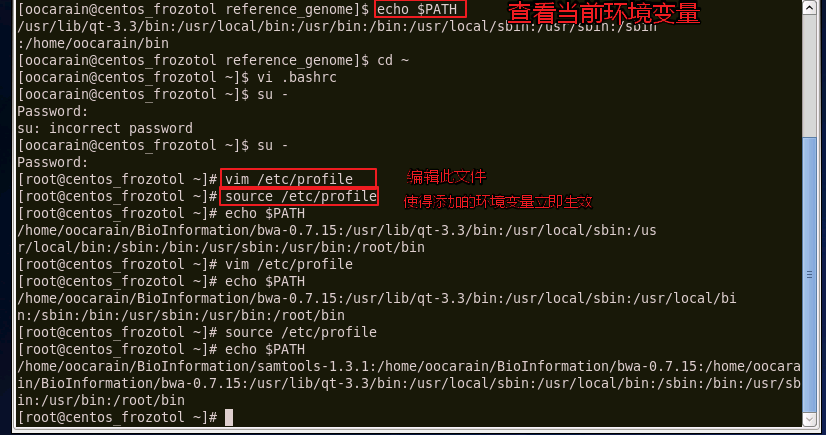 [oocarain@centos_frozotol reference_genome]$ echo $PATH 查看当前环境变量
/usr/lib/qt-3.3/bin:/usr/local/bin:/usr/bin:/bin:/usr/local/sbin:/usr/sbin:/sbin
:/home/oocarain/bin
[oocarain@centos_frozotol reference_genome]$ cd ~
[oocarain@centos_frozotol ~]$ vi .bashrc
[oocarain@centos_frozotol ~]$ su -
Password:
su: incorrect password
[oocarain@centos_frozotol ~]$ su -
Password:
[root@centos_frozotol ~]# vim /etc/profile 编辑此文件
[root@centos_frozotol ~]# source /etc/profile 使得添加的环境变量立即生效
[root@centos_frozotol ~]# echo $PATH
/home/oocarain/BioInformation/bwa-0.7.15:/usr/lib/qt-3.3/bin:/usr/local/sbin:/us
r/local/bin:/sbin:/bin:/usr/sbin:/usr/bin:/root/bin
[root@centos_frozotol ~]# vim /etc/profile
[root@centos_frozotol ~]# echo $PATH
/home/oocarain/BioInformation/bwa-0.7.15:/usr/lib/qt-3.3/bin:/usr/local/sbin:/usr/local/bi
n:/sbin:/bin:/usr/sbin:/usr/bin:/root/bin
[root@centos_frozotol ~]# source /etc/profile
[root@centos_frozotol ~]# echo $PATH
/home/oocarain/BioInformation/samtools-1.3.1:/home/oocarain/BioInformation/bwa-0.7.15:/home/oocara
in/BioInformation/bwa-0.7.15:/usr/lib/qt-3.3/bin:/usr/local/sbin:/usr/local/bin:/sbin:/bin:/usr/sb
in:/usr/bin:/root/bin
[root@centos_frozotol ~]#